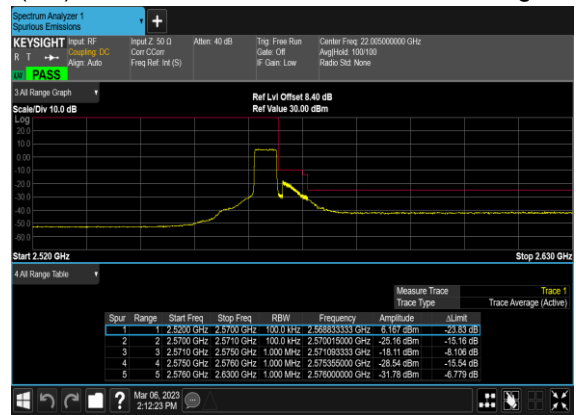 Spectrum Analyzer 1
Spurious Emissions
+
KEYSIGHT Input: RF Input Z: 50 Ω Atten: 40 dB Trig: Free Run Center Freq: 22.005000000 GHz
R T Coupling: DC Corr CCorr Gate: Off Avg|Hold: 100/100
Align: Auto Freq Ref: Int (S) IF Gain: Low Radio Std: None
PASS
3 All Range Graph Ref Lvl Offset 8.40 dB
Scale/Div 10.0 dB Ref Value 30.00 dBm
Log
20.0
10.0
0.00
-10.0
-20.0
-30.0
-40.0
-50.0
-60.0
Start 2.520 GHz Stop 2.630 GHz
4 All Range Table
Measure Trace Trace 1
Trace Type Trace Average (Active)
Spur Range Start Freq Stop Freq RBW Frequency Amplitude ΔLimit
1 1 2.5200 GHz 2.5700 GHz 100.0 kHz 2.568833333 GHz 6.167 dBm -23.83 dB
2 2 2.5700 GHz 2.5710 GHz 100.0 kHz 2.570015000 GHz -25.16 dBm -15.16 dB
3 3 2.5710 GHz 2.5750 GHz 1.000 MHz 2.571093333 GHz -18.11 dBm -8.106 dB
4 4 2.5750 GHz 2.5760 GHz 1.000 MHz 2.575355000 GHz -28.54 dBm -15.54 dB
5 5 2.5760 GHz 2.6300 GHz 1.000 MHz 2.576000000 GHz -31.78 dBm -6.779 dB
? Mar 06, 2023
2:12:23 PM